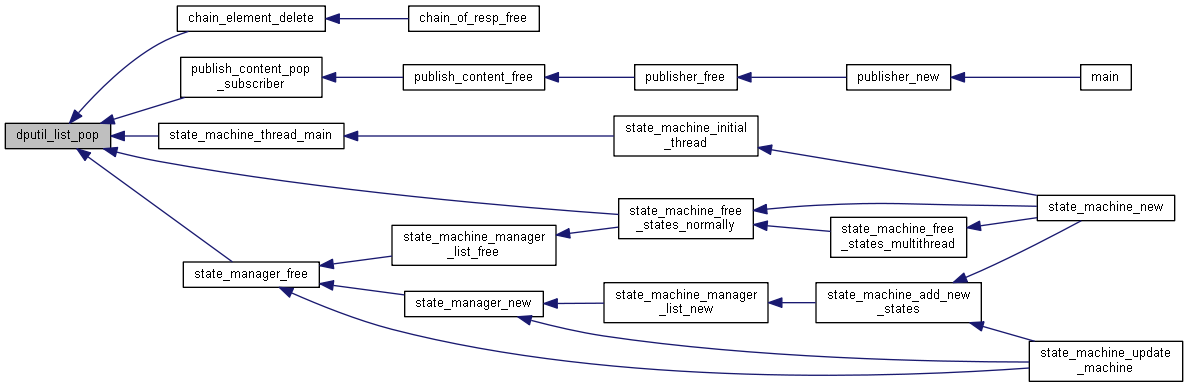 chain_element_delete
chain_of_resp_free
publish_content_pop
_subscriber
publish_content_free
publisher_free
publisher_new
main
dputil_list_pop
state_machine_thread_main
state_machine_initial
_thread
state_machine_free
_states_normally
state_machine_new
state_machine_manager
_list_free
state_machine_free
_states_multithread
state_manager_free
state_manager_new
state_machine_manager
_list_new
state_machine_add_new
_states
state_machine_update
_machine